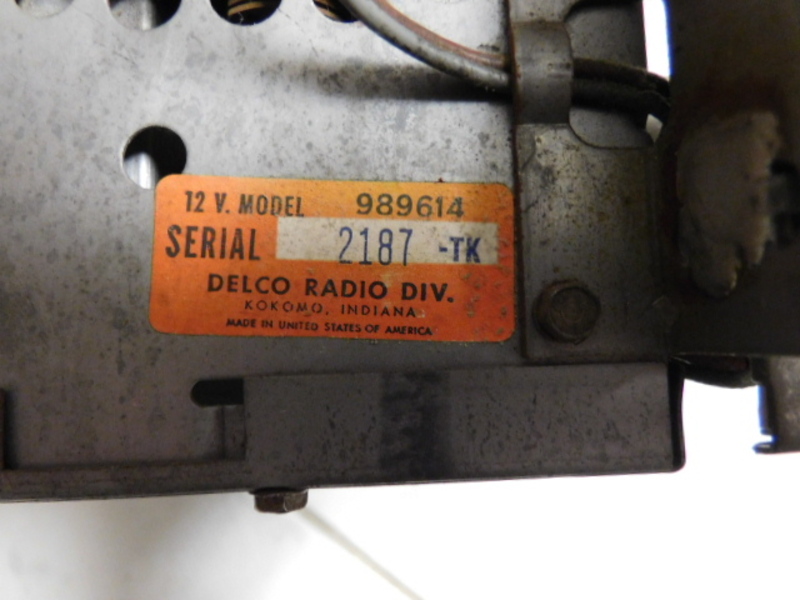 12 V. MODEL 989614
SERIAL 2187 -TK
DELCO RADIO DIV.
KOKOMO, INDIANA
MADE IN UNITED STATES OF AMERICA